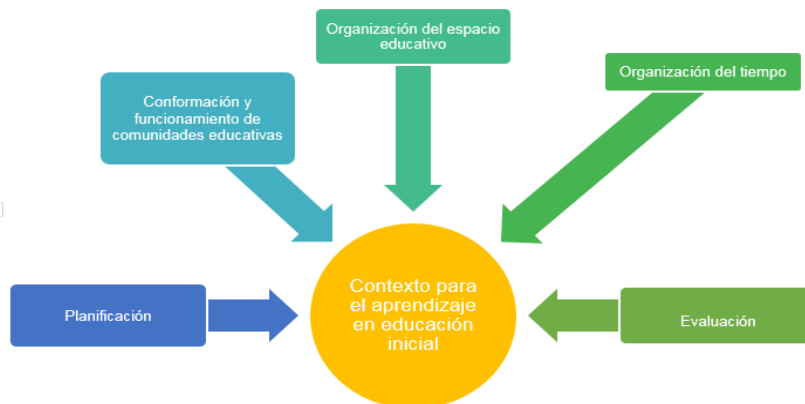 Organización del espacio
educativo
Organización del tiempo
Conformación y
funcionamiento de
comunidades educativas
Planificación
Contexto para
el aprendizaje
en educación
inicial
Evaluación